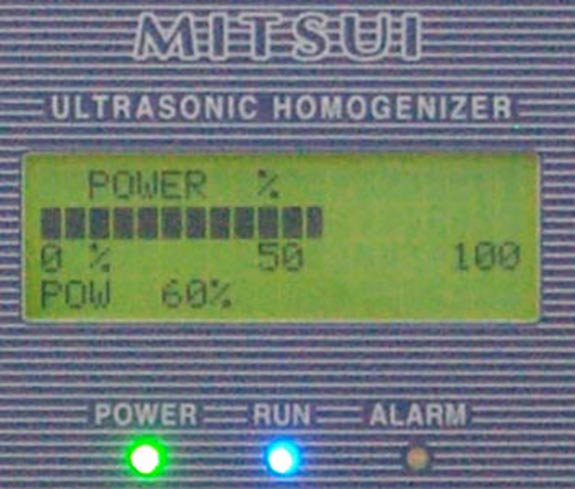 MITSUI
ULTRASONIC HOMOGENIZER
POWER %
0 % 50 100
POW 60%
POWER RUN ALARM